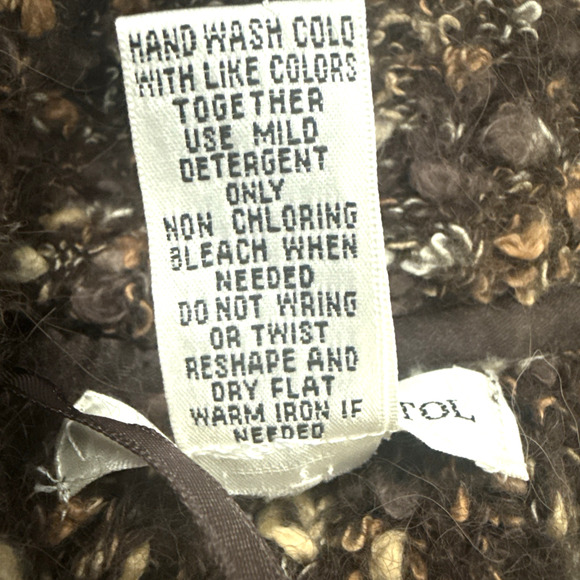 HAND WASH COLD
WITH LIKE COLORS
TOGETHER
USE MILD
DETERGENT
ONLY
NON CHLORING
BLEACH WHEN
NEEDED
DO NOT WRING
OR TWIST
RESHAPE AND
DRY FLAT
WARM IRON IF
NEEDED
TOL